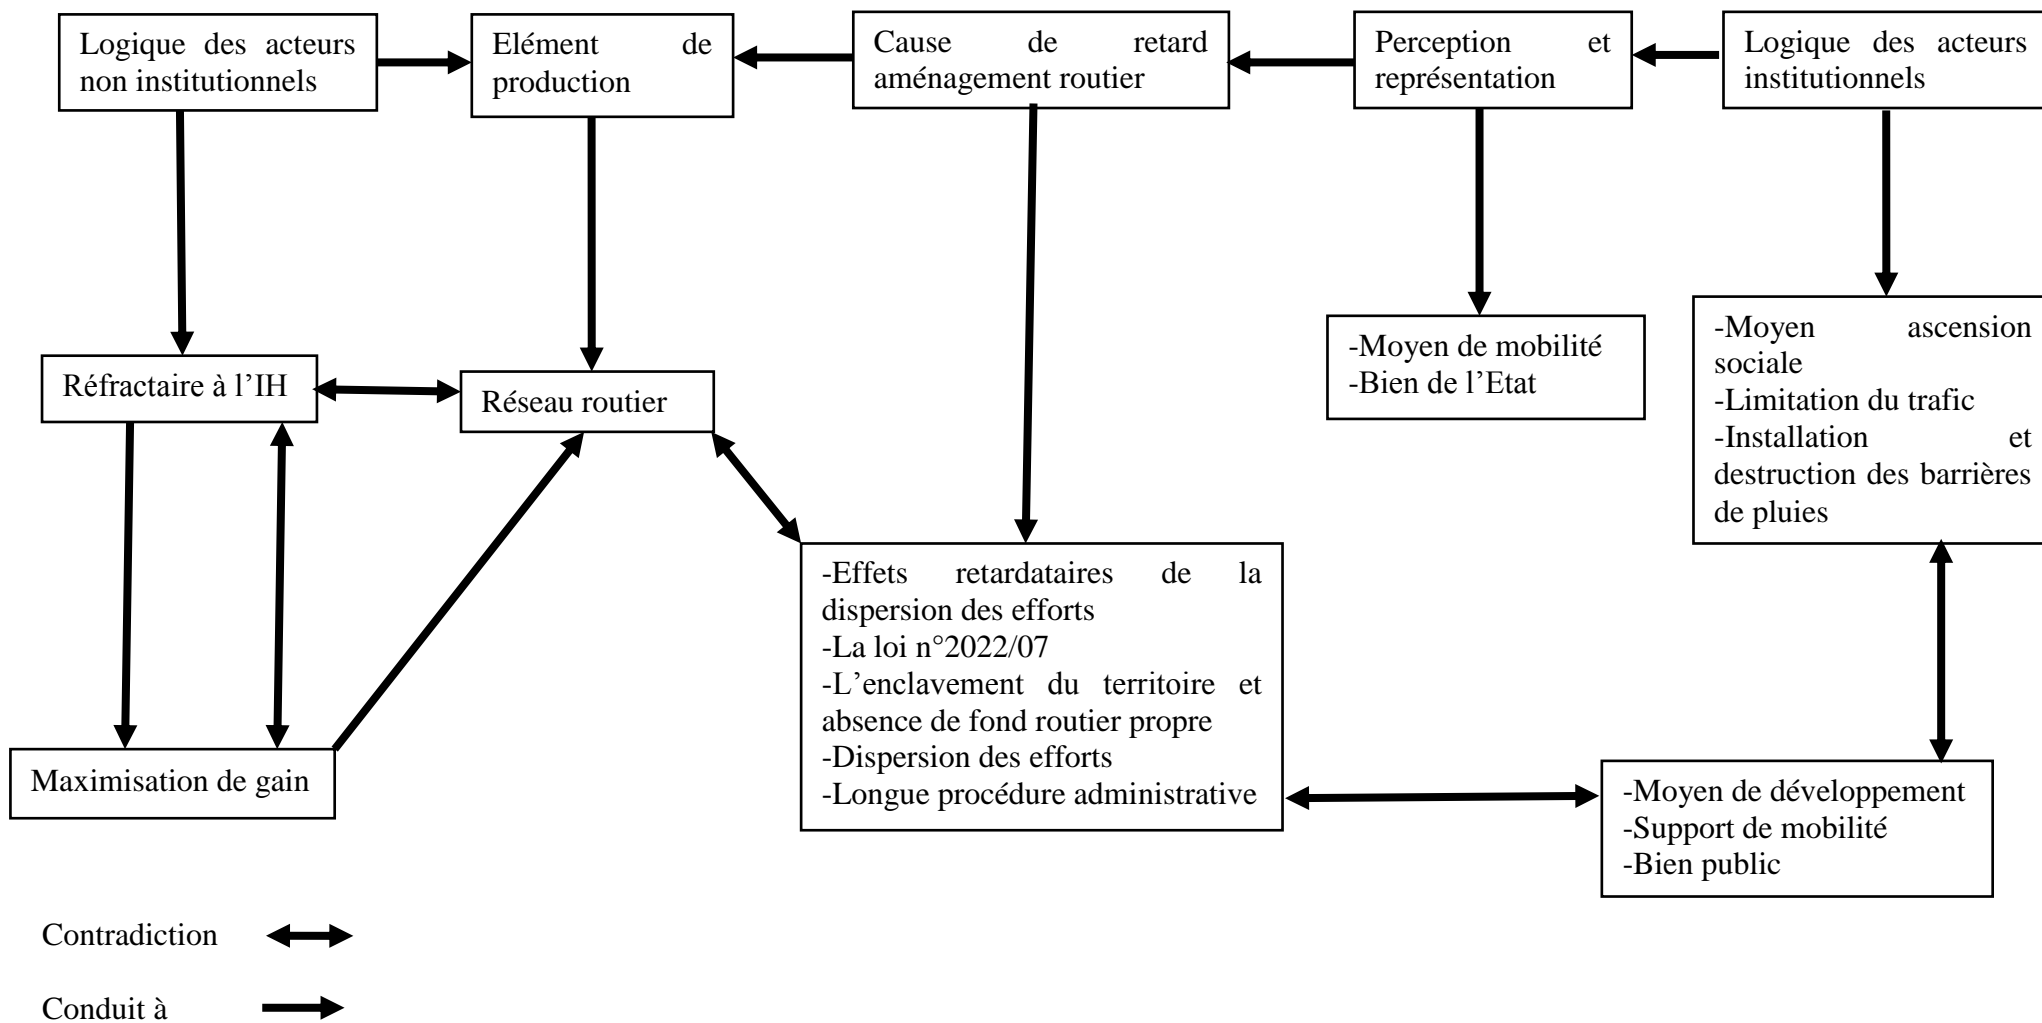 Logique des acteurs
non institutionnels
Elément de
production
Cause de retard
aménagement routier
Perception et
représentation
Logique des acteurs
institutionnels
Réfractaire à l’IH
Réseau routier
-Moyen de mobilité
-Bien de l’Etat
-Moyen ascension
sociale
-Limitation du trafic
-Installation et
destruction des barrières
de pluies
-Effets retardataires de la
dispersion des efforts
-La loi n°2022/07
-L’enclavement du territoire et
absence de fond routier propre
-Dispersion des efforts
-Longue procédure administrative
Maximisation de gain
-Moyen de développement
-Support de mobilité
-Bien public
Contradiction
Conduit à